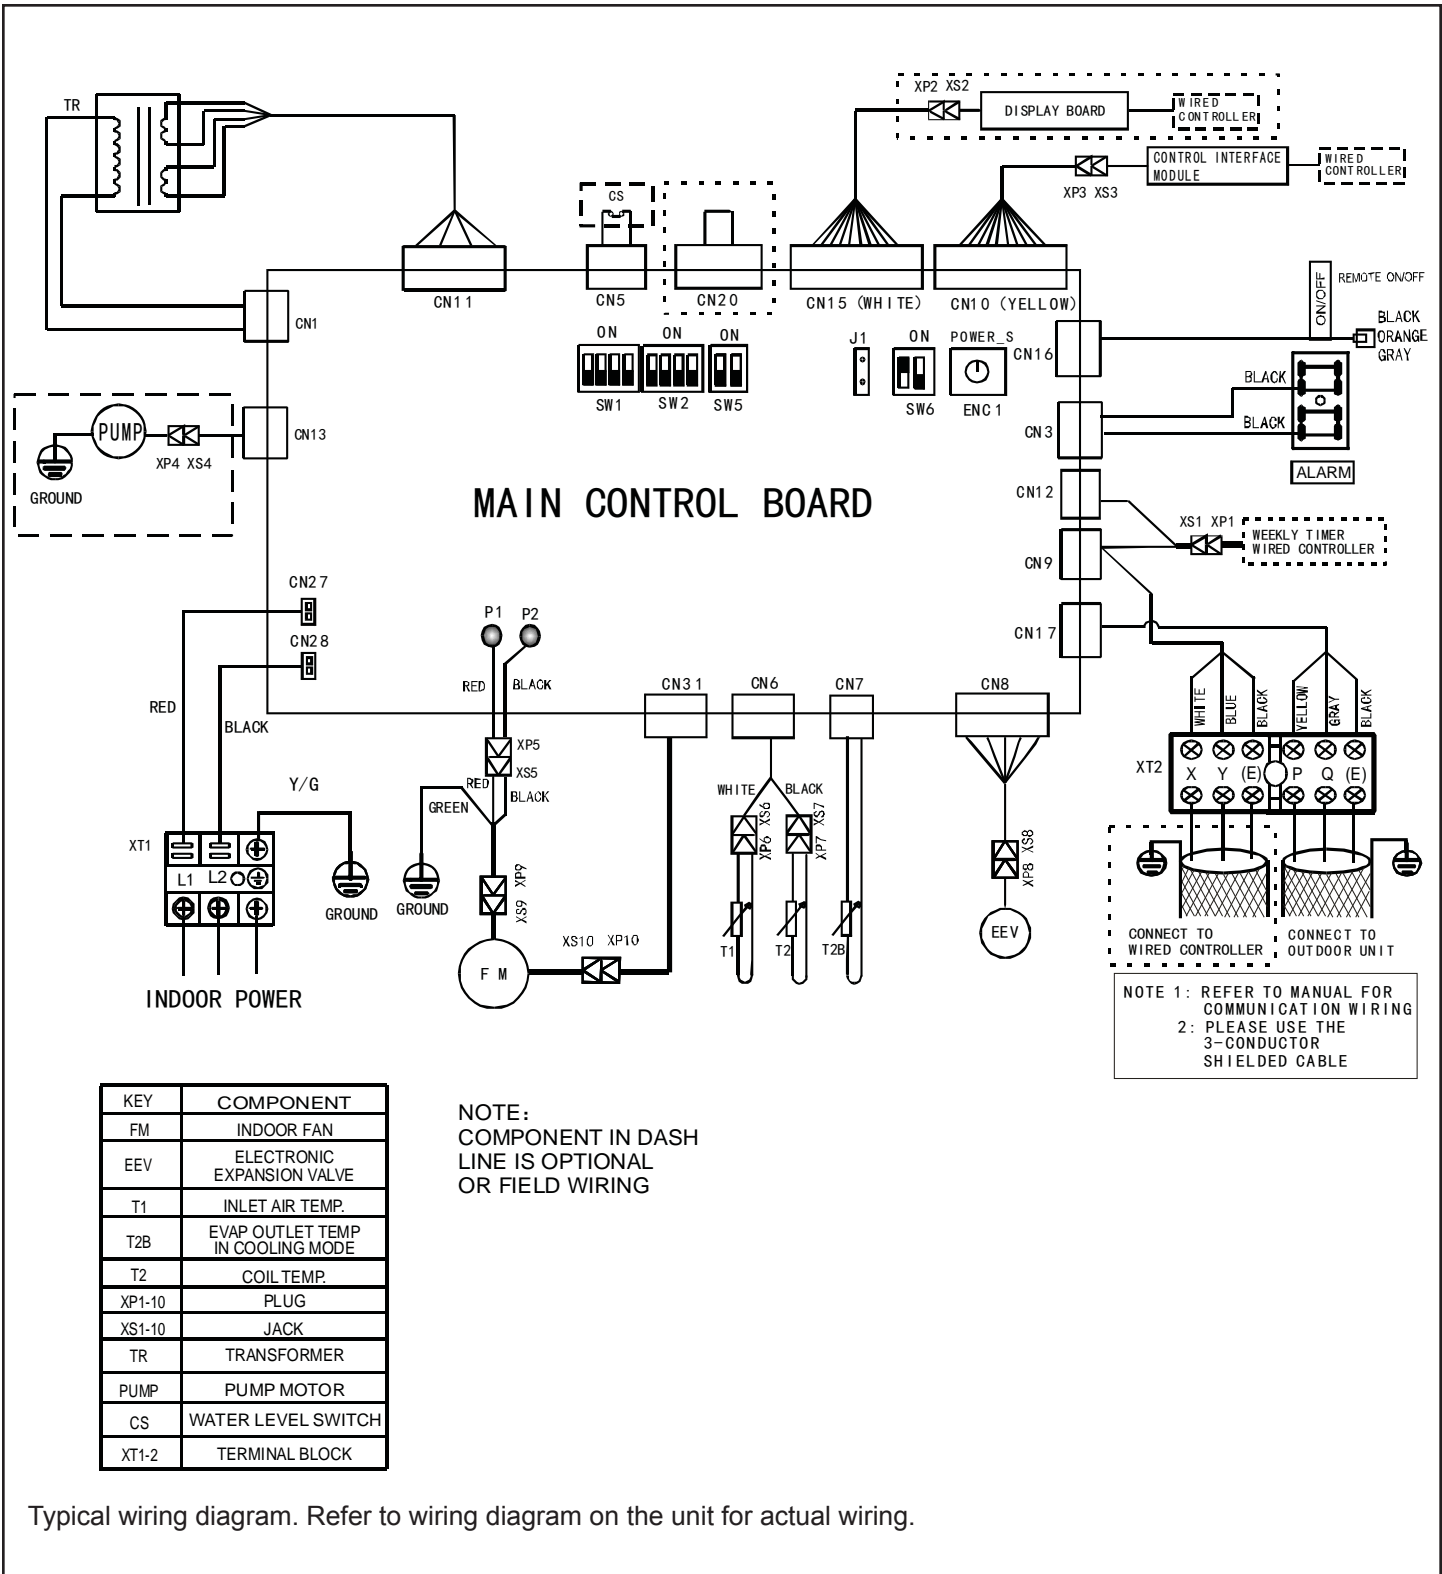 TR
XP2 XS2
DISPLAY BOARD
WIRED
CONTROLLER
CONTROL INTERFACE
MODULE
WIRED
CONTROLLER
XP3 XS3
CS
CN11
CN5
CN20
CN15 (WHITE)
CN10 (YELLOW)
ON/OFF
REMOTE ON/OFF
CN1
ON
ON
ON
J1
ON
POWER_S
CN16
BLACK
ORANGE
GRAY
SW1
SW2
SW5
SW6
ENC1
BLACK
BLACK
CN3
ALARM
PUMP
XP4 XS4
GROUND
CN13
MAIN CONTROL BOARD
CN12
XS1 XP1
WEEKLY TIMER
WIRED CONTROLLER
CN9
CN27
CN28
P1
P2
CN17
RED
BLACK
RED
BLACK
CN31
CN6
CN7
CN8
WHITE
BLUE
BLACK
YELLOW
GRAY
BLACK
XP5
XS5
RED
BLACK
GREEN
Y/G
WHITE
BLACK
XP6 XS6
XP7 XS7
XP8 XS8
XT2
X Y (E) P Q (E)
XT1
L1 L2
GROUND
GROUND
XS9 XP9
FM
XS10 XP10
T1
T2
T2B
EEV
CONNECT TO
WIRED CONTROLLER
CONNECT TO
OUTDOOR UNIT
INDOOR POWER
NOTE 1: REFER TO MANUAL FOR
COMMUNICATION WIRING
2: PLEASE USE THE
3-CONDUCTOR
SHIELDED CABLE
KEY COMPONENT
FM INDOOR FAN
EEV ELECTRONIC
EXPANSION VALVE
T1 INLET AIR TEMP.
T2B EVAP OUTLET TEMP
IN COOLING MODE
T2 COIL TEMP.
XP1-10 PLUG
XS1-10 JACK
TR TRANSFORMER
PUMP PUMP MOTOR
CS WATER LEVEL SWITCH
XT1-2 TERMINAL BLOCK
NOTE:
COMPONENT IN DASH
LINE IS OPTIONAL
OR FIELD WIRING
Typical wiring diagram. Refer to wiring diagram on the unit for actual wiring.